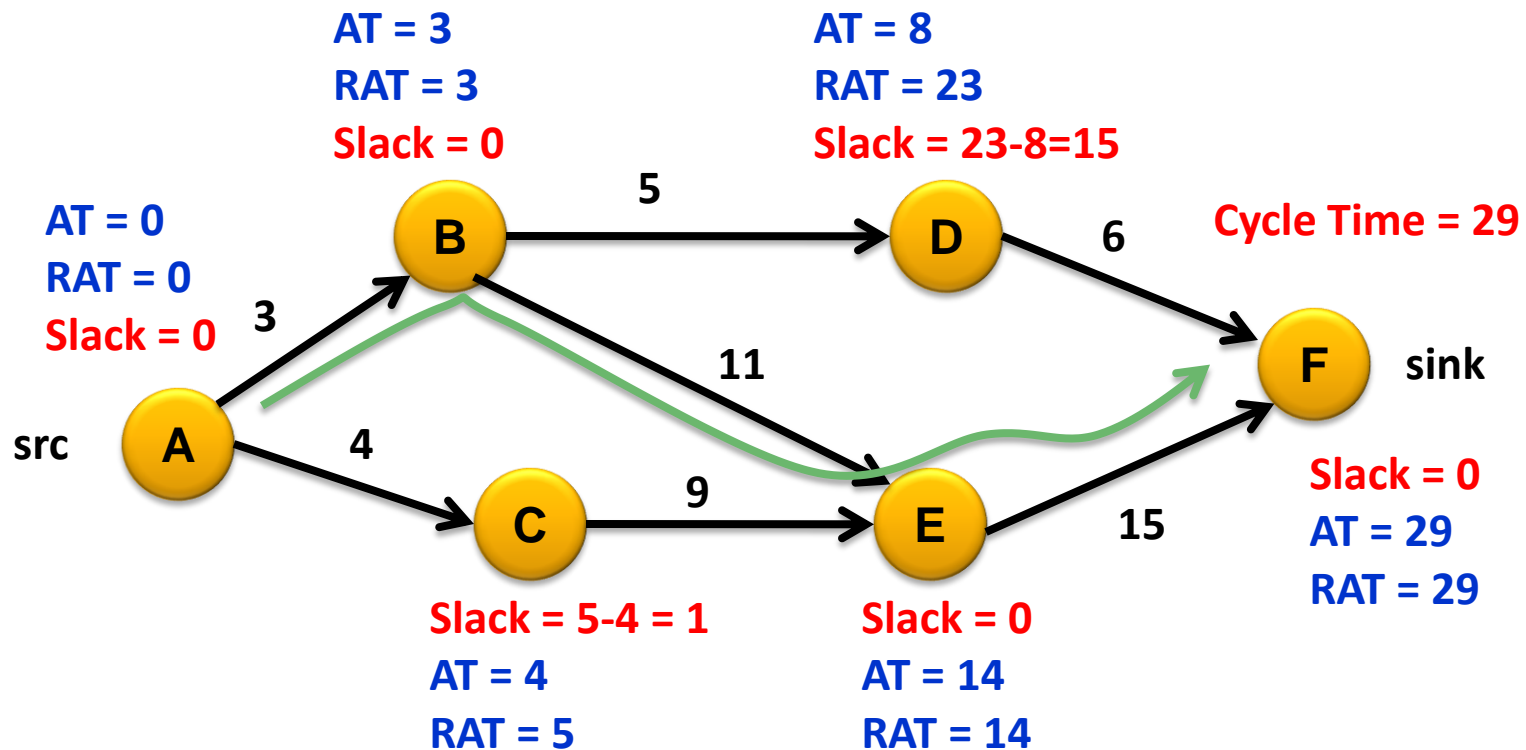 AT = 3
RAT = 3
Slack = 0
AT = 8
RAT = 23
Slack = 23-8=15
AT = 0
RAT = 0
Slack = 0
B
5
D
6
Cycle Time = 29
3
11
F
sink
src
A
4
C
9
E
15
Slack = 5-4 = 1
AT = 4
RAT = 5
Slack = 0
AT = 14
RAT = 14
Slack = 0
AT = 29
RAT = 29